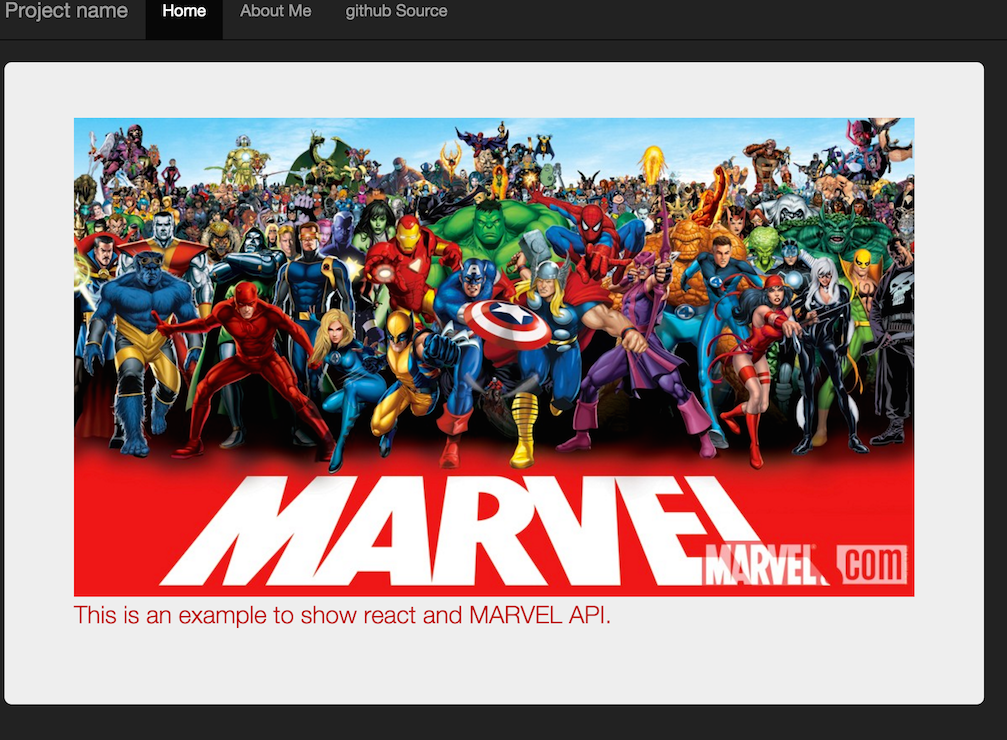 Project name
Home
About Me
github Source
MARVEL
MARVEL.com
This is an example to show react and MARVEL API.